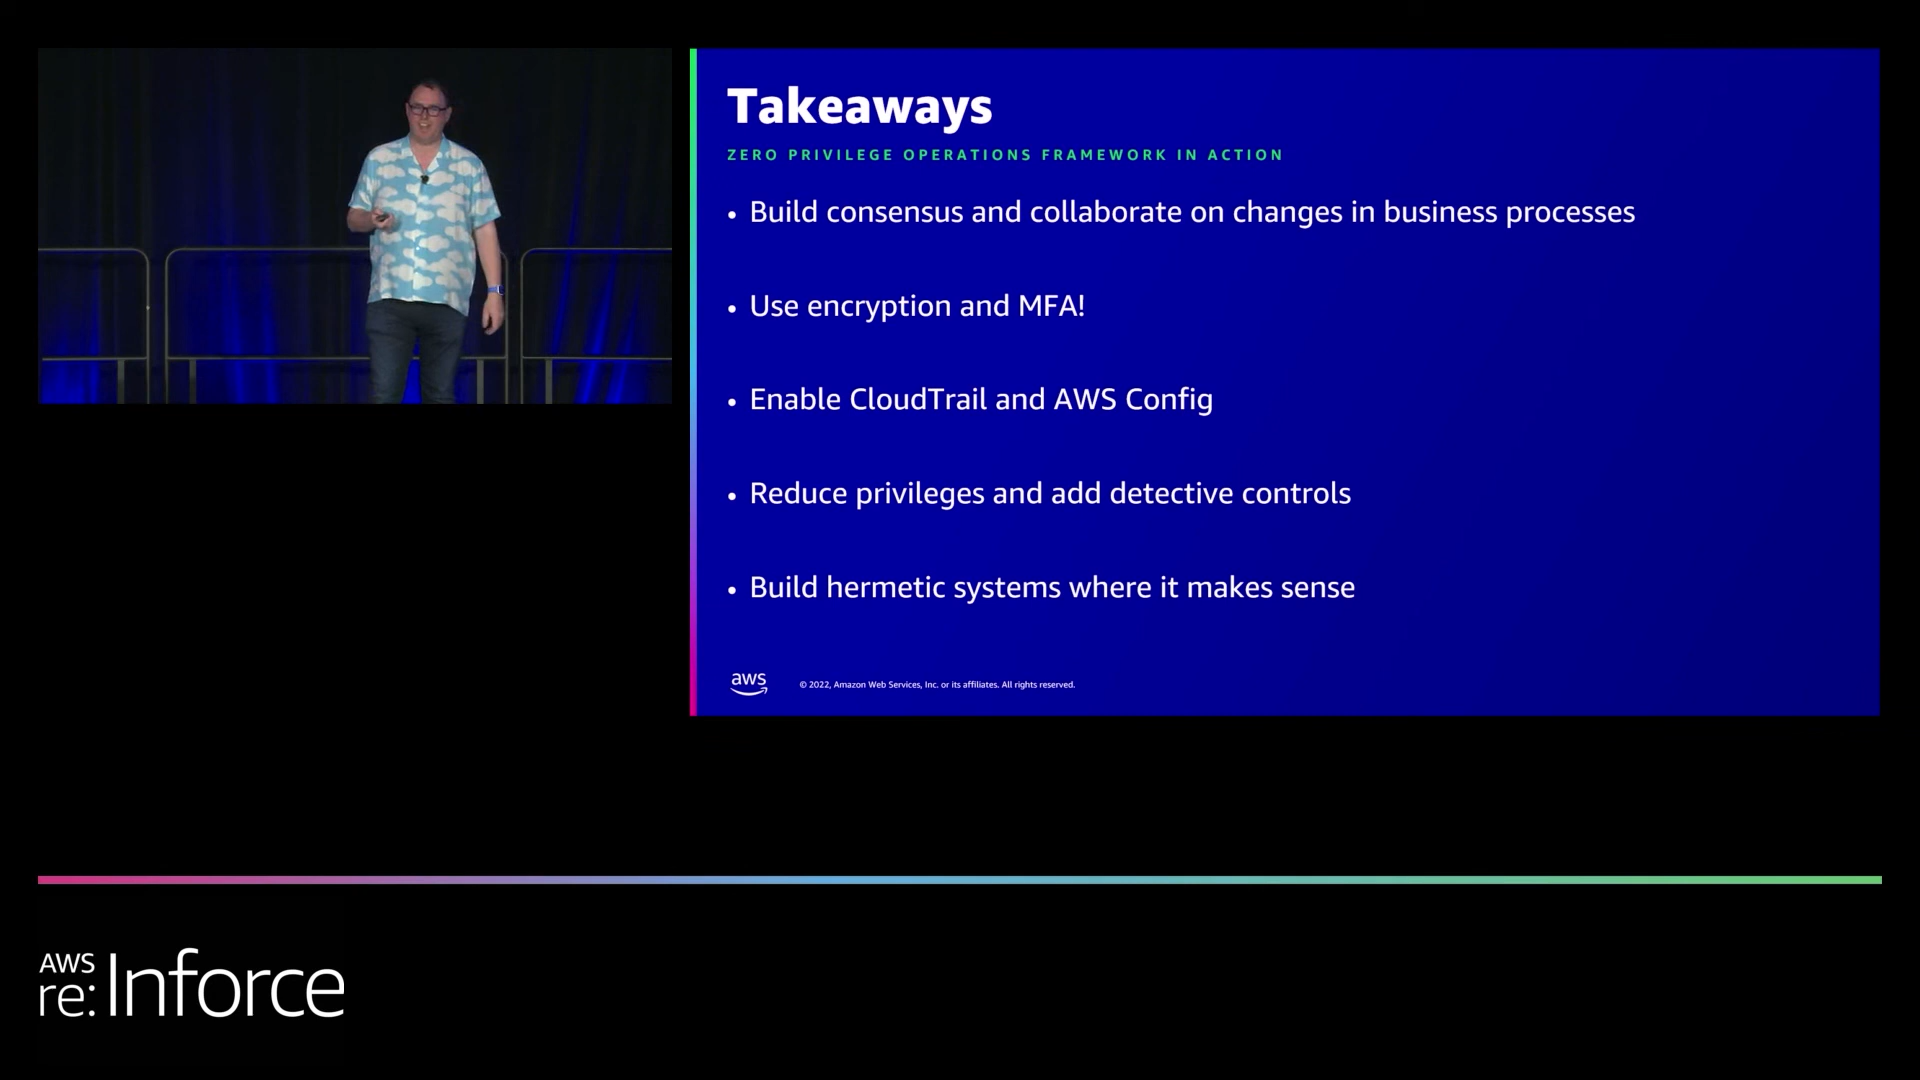 Takeaways
ZERO PRIVILEGE OPERATIONS FRAMEWORK IN ACTION
• Build consensus and collaborate on changes in business processes
• Use encryption and MFA!
• Enable CloudTrail and AWS Config
• Reduce privileges and add detective controls
• Build hermetic systems where it makes sense
aws
© 2022, Amazon Web Services, Inc. or its affiliates. All rights reserved.
AWS
re:Inforce